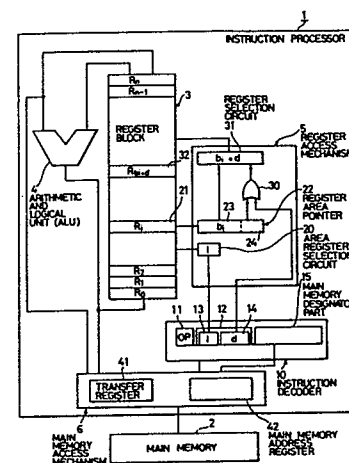 1
INSTRUCTION PROCESSOR
Rn
Rn-1
3
REGISTER BLOCK
REGISTER SELECTION CIRCUIT
31
5
REGISTER ACCESS MECHANISM
bi + d
30
32
Rbi+d
4
ARITHMETIC AND LOGICAL UNIT (ALU)
21
Ri
23
bi
24
22
REGISTER AREA POINTER
i
20
AREA REGISTER SELECTION CIRCUIT
R2
R1
R0
15
MAIN MEMORY DESIGNATOR PART
11
13
12
14
OP
i
d
10
INSTRUCTION DECODER
41
TRANSFER REGISTER
6
MAIN MEMORY ACCESS MECHANISM
2
MAIN MEMORY
42
MAIN MEMORY ADDRESS REGISTER